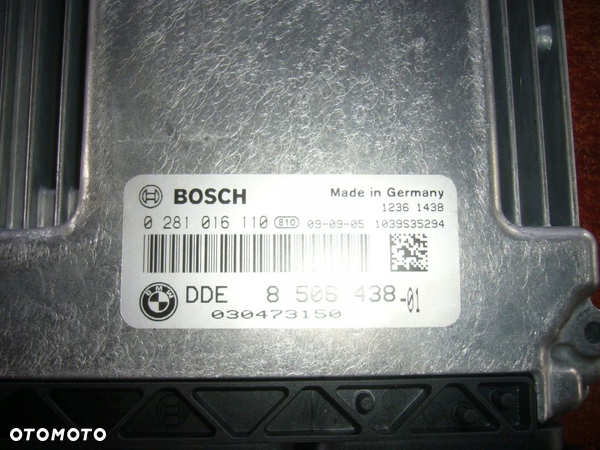 BOSCH Made in Germany
1236 1438
0 281 016 110 810 09-09-05 1039S35294
BMW DDE 8 506 438-01
030473150
OTOMOTO